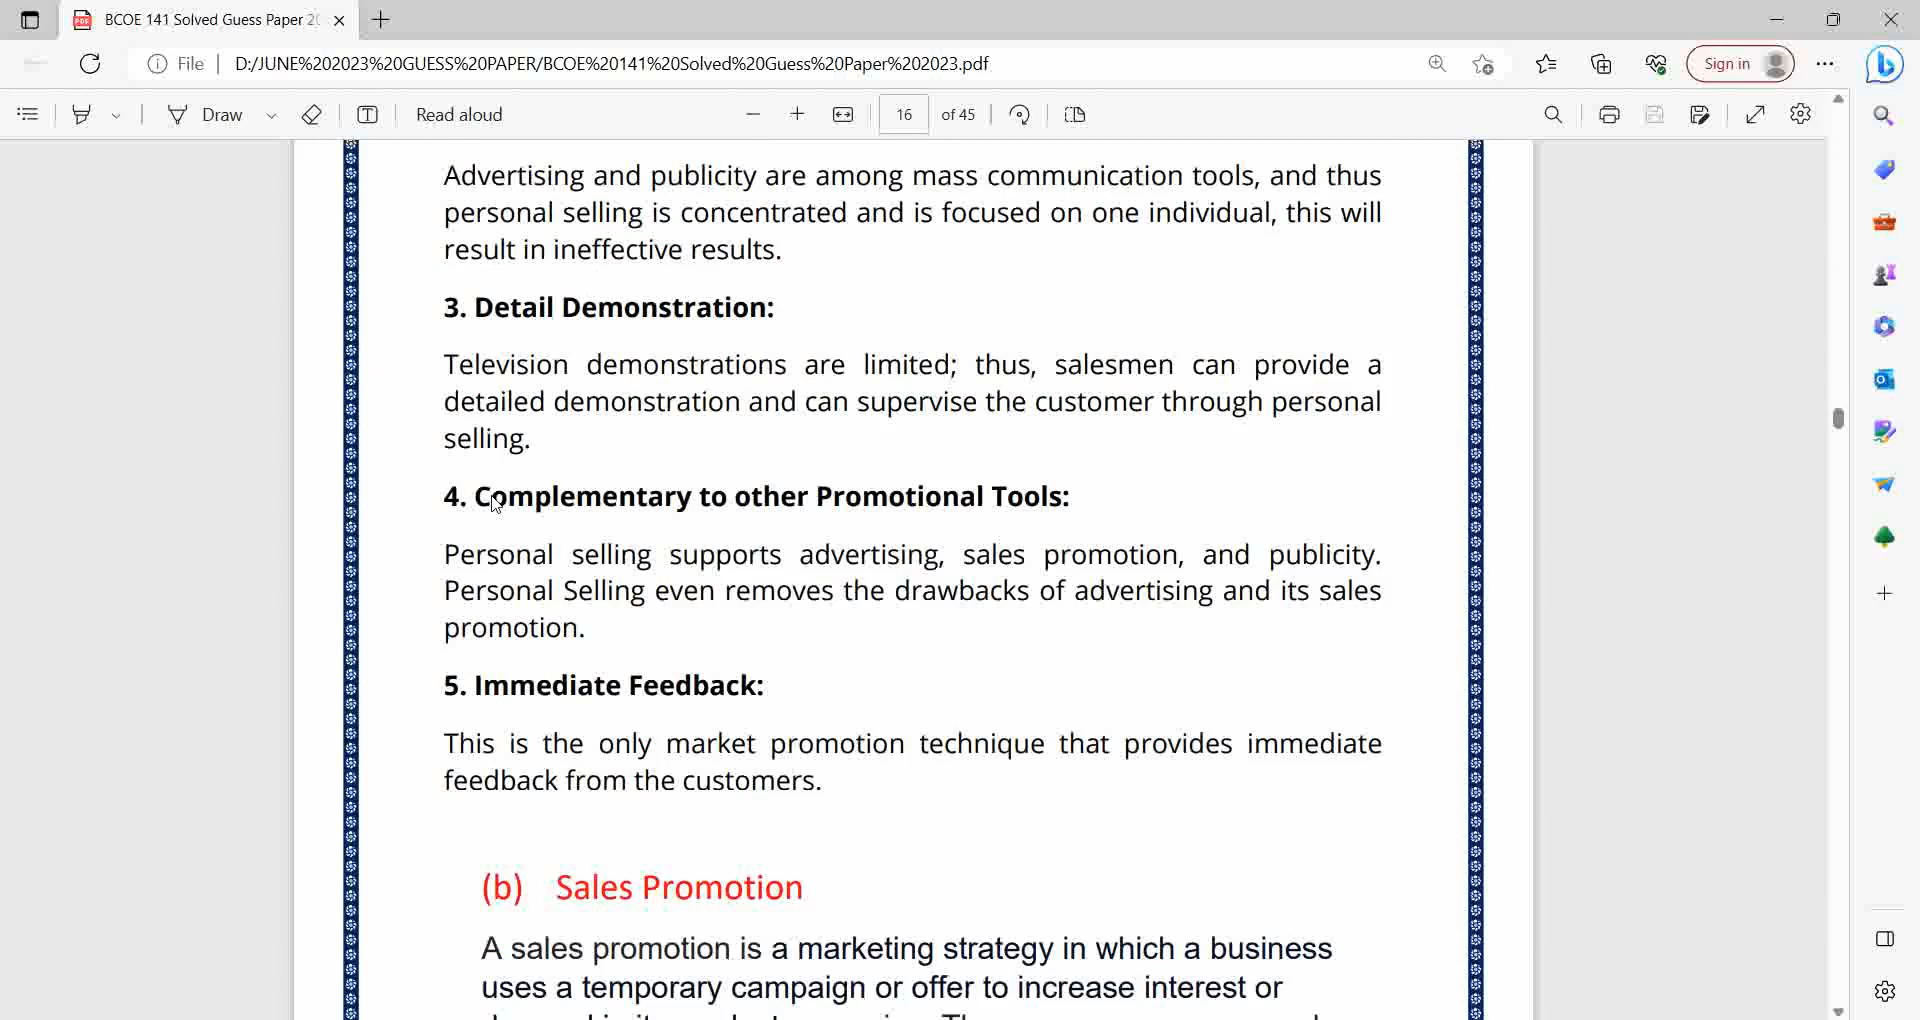 BCOE 141 Solved Guess Paper 20
File
D:/JUNE%202023%20GUESS%20PAPER/BCOE%20141%20Solved%20Guess%20Paper%202023.pdf
Sign in
Draw
Read aloud
16
of 45
Advertising and publicity are among mass communication tools, and thus
personal selling is concentrated and is focused on one individual, this will
result in ineffective results.
3. Detail Demonstration:
Television demonstrations are limited; thus, salesmen can provide a
detailed demonstration and can supervise the customer through personal
selling.
4. Complementary to other Promotional Tools:
Personal selling supports advertising, sales promotion, and publicity.
Personal Selling even removes the drawbacks of advertising and its sales
promotion.
5. Immediate Feedback:
This is the only market promotion technique that provides immediate
feedback from the customers.
(b) Sales Promotion
A sales promotion is a marketing strategy in which a business
uses a temporary campaign or offer to increase interest or